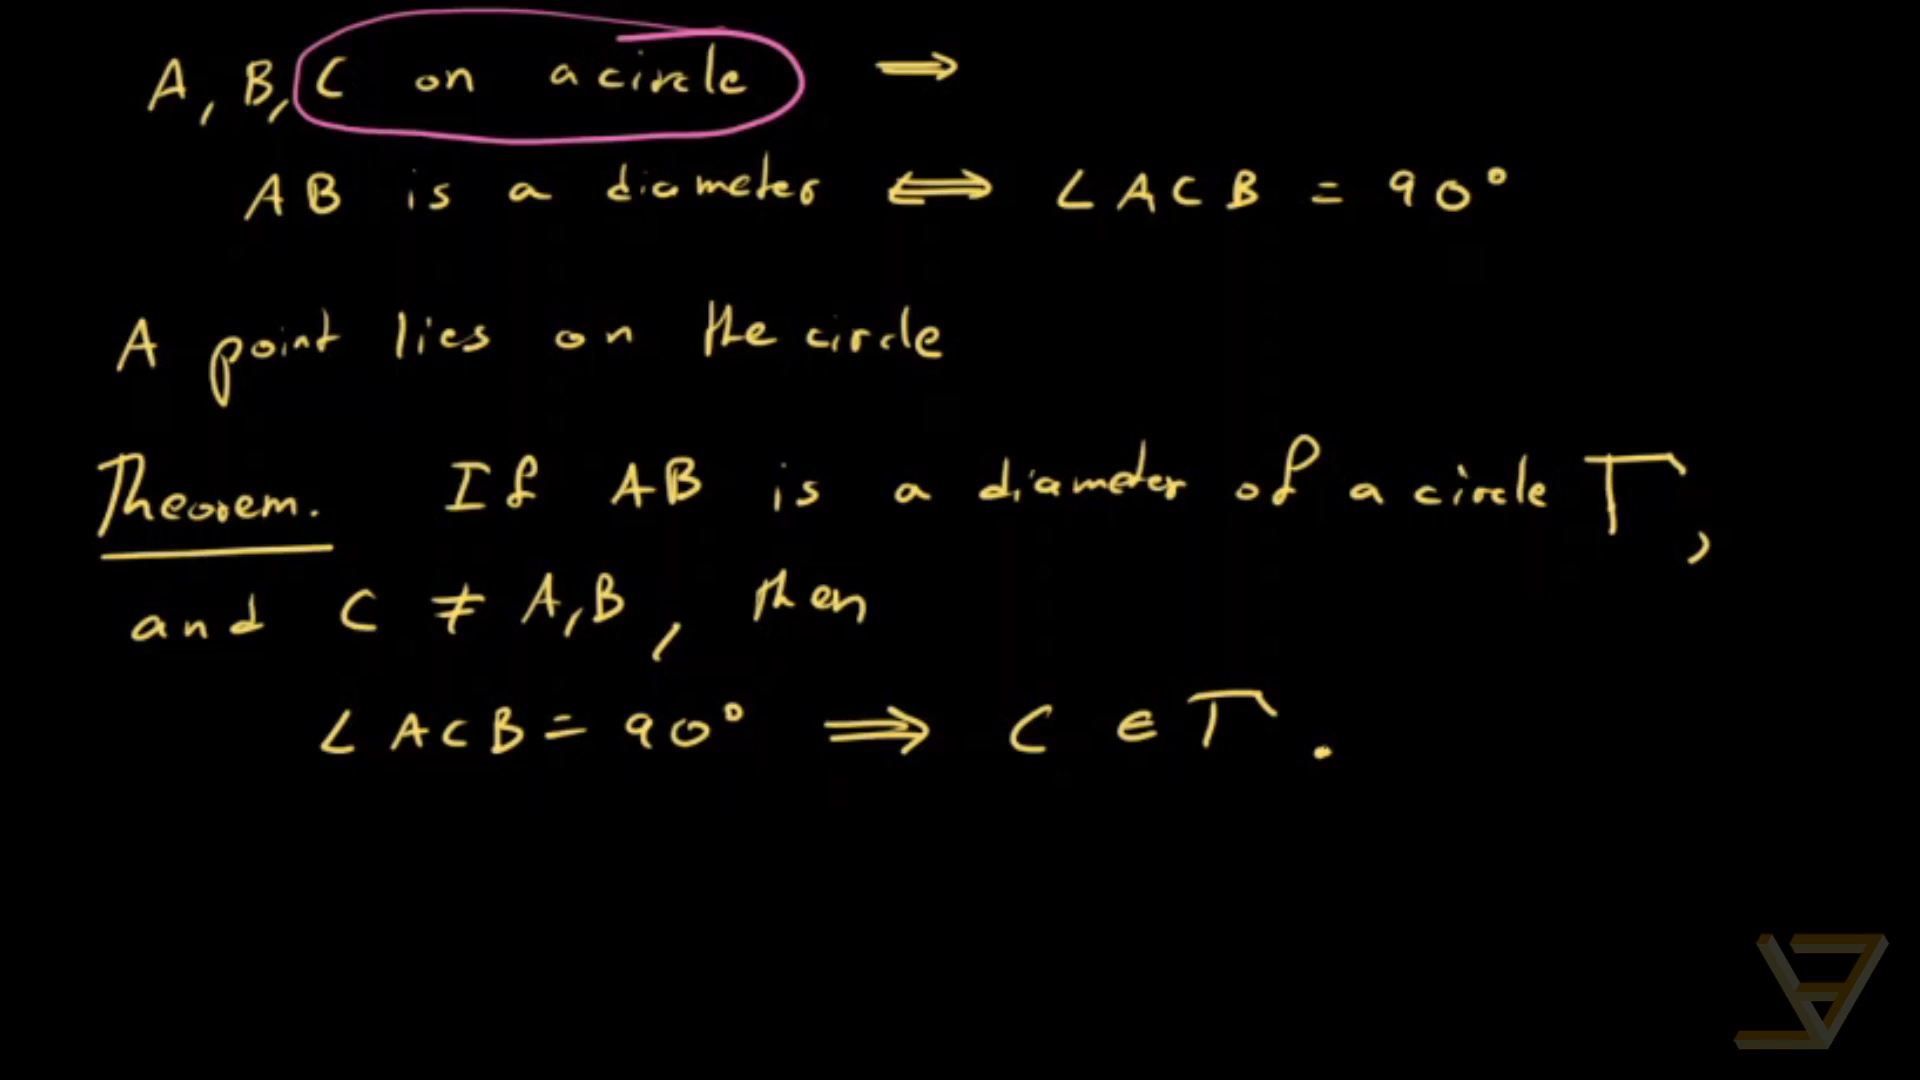 A, B, C on a circle ⟹
AB is a diameter ⟺ ∠ACB = 90°
A point lies on the circle
Theorem. If AB is a diameter of a circle Γ,
and C ≠ A, B, then
∠ACB = 90° ⟹ C ∈ Γ.